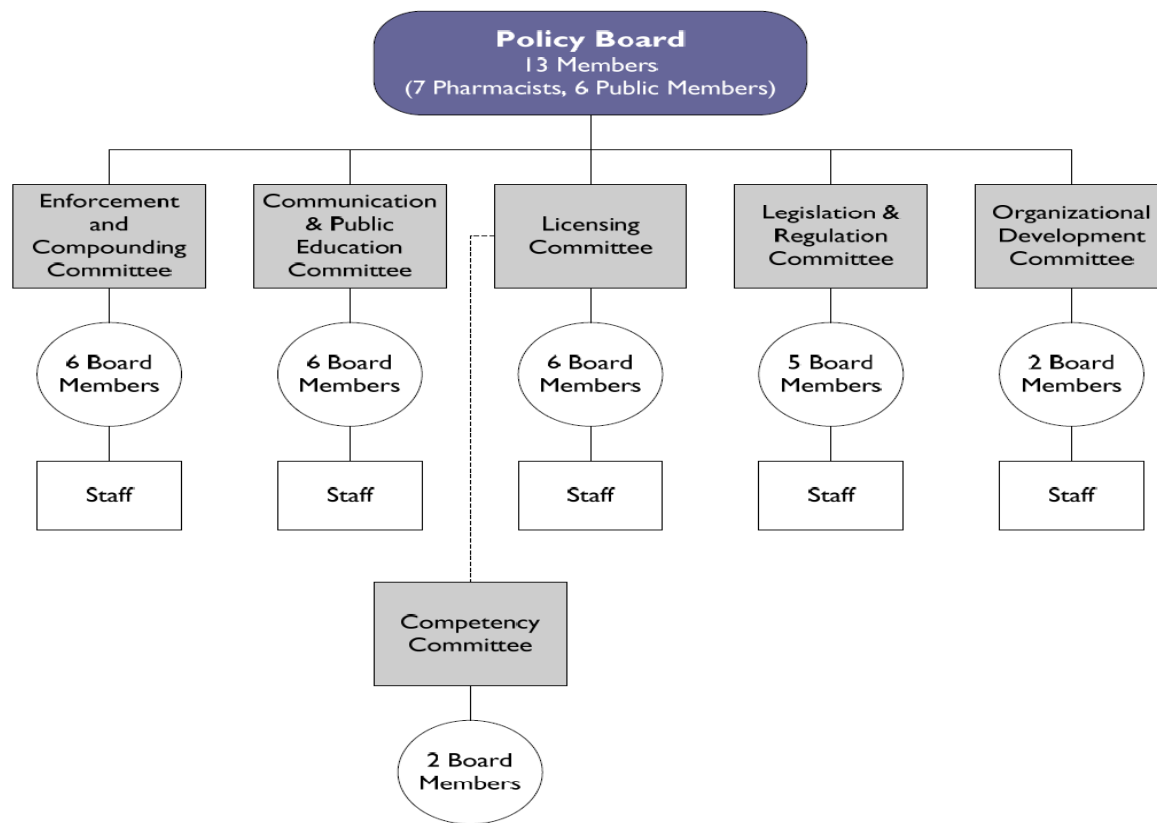 Policy Board
13 Members
(7 Pharmacists, 6 Public Members)
Enforcement
and
Compounding
Committee
Communication
& Public
Education
Committee
Licensing
Committee
Legislation &
Regulation
Committee
Organizational
Development
Committee
6 Board
Members
6 Board
Members
6 Board
Members
5 Board
Members
2 Board
Members
Staff
Staff
Staff
Staff
Staff
Competency
Committee
2 Board
Members